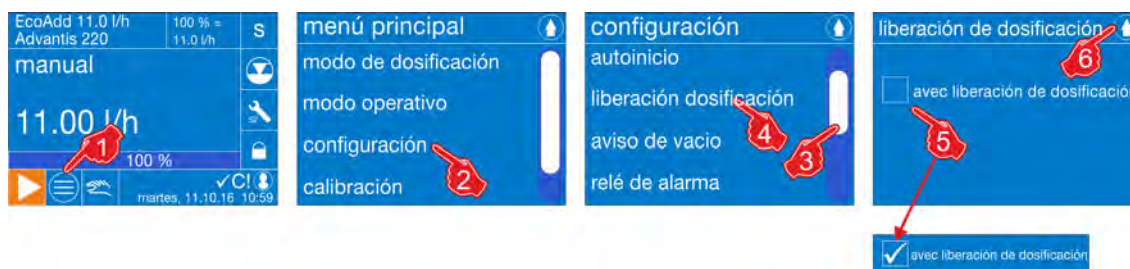 EcoAdd 11.0 l/h
Advantis 220
100 % =
11.0 l/h
S
manual
11.00 l/h
1
100 %
✓C!
martes, 11.10.16 10:59
menú principal
modo de dosificación
modo operativo
configuración
2
calibración
configuración
autoinicio
liberación dosificación
4
aviso de vacio
3
relé de alarma
liberación de dosificación
6
avec liberación de dosificación
5
avec liberación de dosificación